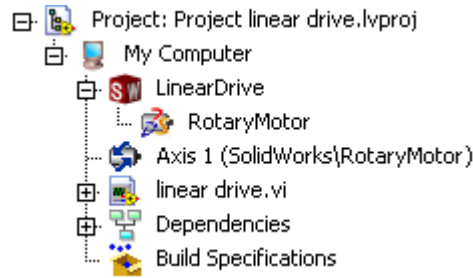 Project: Project linear drive.lvproj
My Computer
LinearDrive
RotaryMotor
Axis 1 (SolidWorks\RotaryMotor)
linear drive.vi
Dependencies
Build Specifications